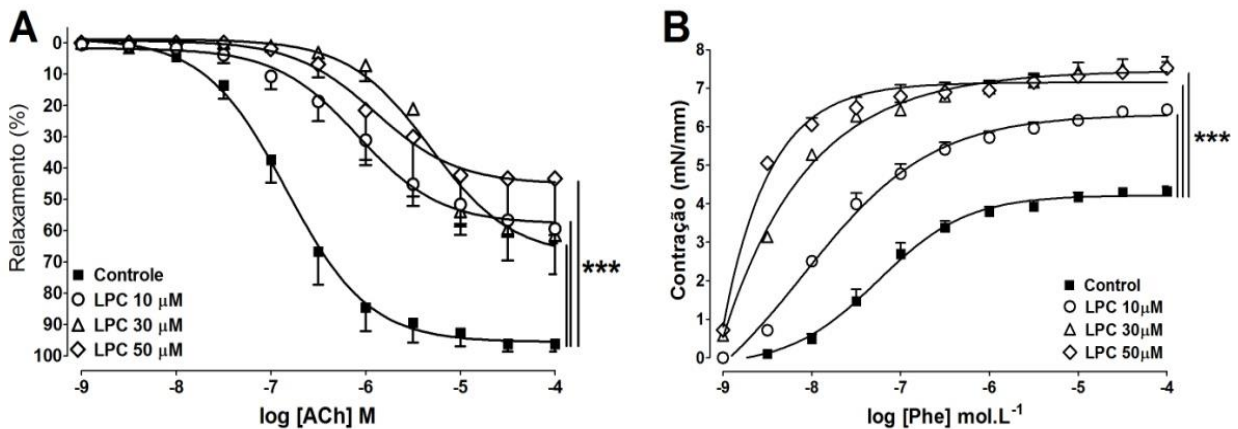 A
Relaxamento (%)
0
10
20
30
40
50
60
70
80
90
100
Controle
LPC 10 μM
LPC 30 μM
LPC 50 μM
***
-9 -8 -7 -6 -5 -4
log [ACh] M
B
Contração (mN/mm)
8
7
6
5
4
3
2
1
0
***
Control
LPC 10μM
LPC 30μM
LPC 50μM
-9 -8 -7 -6 -5 -4
log [Phe] mol.L-1